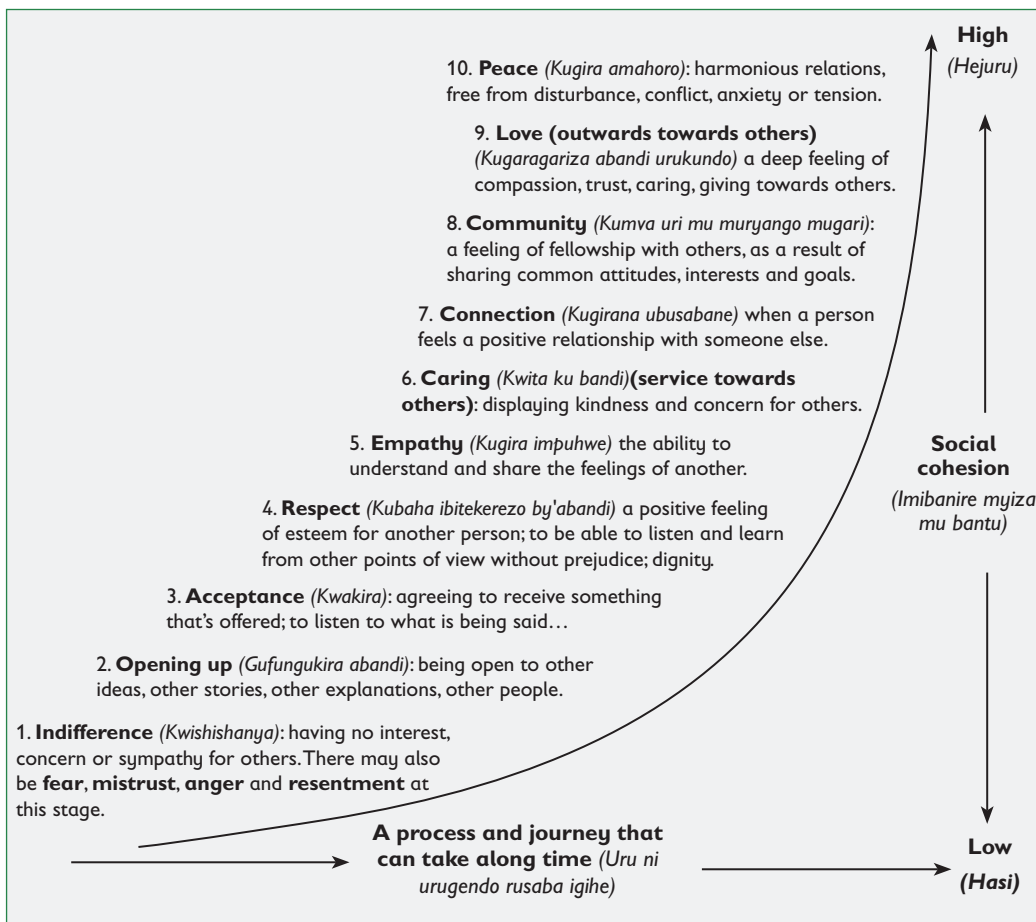 High
(Hejuru)
10. Peace (Kugira amahoro): harmonious relations,
free from disturbance, conflict, anxiety or tension.
9. Love (outwards towards others)
(Kugaragariza abandi urukundo) a deep feeling of
compassion, trust, caring, giving towards others.
8. Community (Kumva uri mu muryango mugari):
a feeling of fellowship with others, as a result of
sharing common attitudes, interests and goals.
7. Connection (Kugirana ubusabane) when a person
feels a positive relationship with someone else.
6. Caring (Kwita ku bandi)(service towards
others): displaying kindness and concern for others.
5. Empathy (Kugira impuhwe) the ability to
understand and share the feelings of another.
Social
cohesion
(Imibanire myiza
mu bantu)
4. Respect (Kubaha ibitekerezo by'abandi) a positive feeling
of esteem for another person; to be able to listen and learn
from other points of view without prejudice; dignity.
3. Acceptance (Kwakira): agreeing to receive something
that's offered; to listen to what is being said…
2. Opening up (Gufungukira abandi): being open to other
ideas, other stories, other explanations, other people.
1. Indifference (Kwishishanya): having no interest,
concern or sympathy for others. There may also
be fear, mistrust, anger and resentment at
this stage.
A process and journey that
can take along time (Uru ni
urugendo rusaba igihe)
Low
(Hasi)